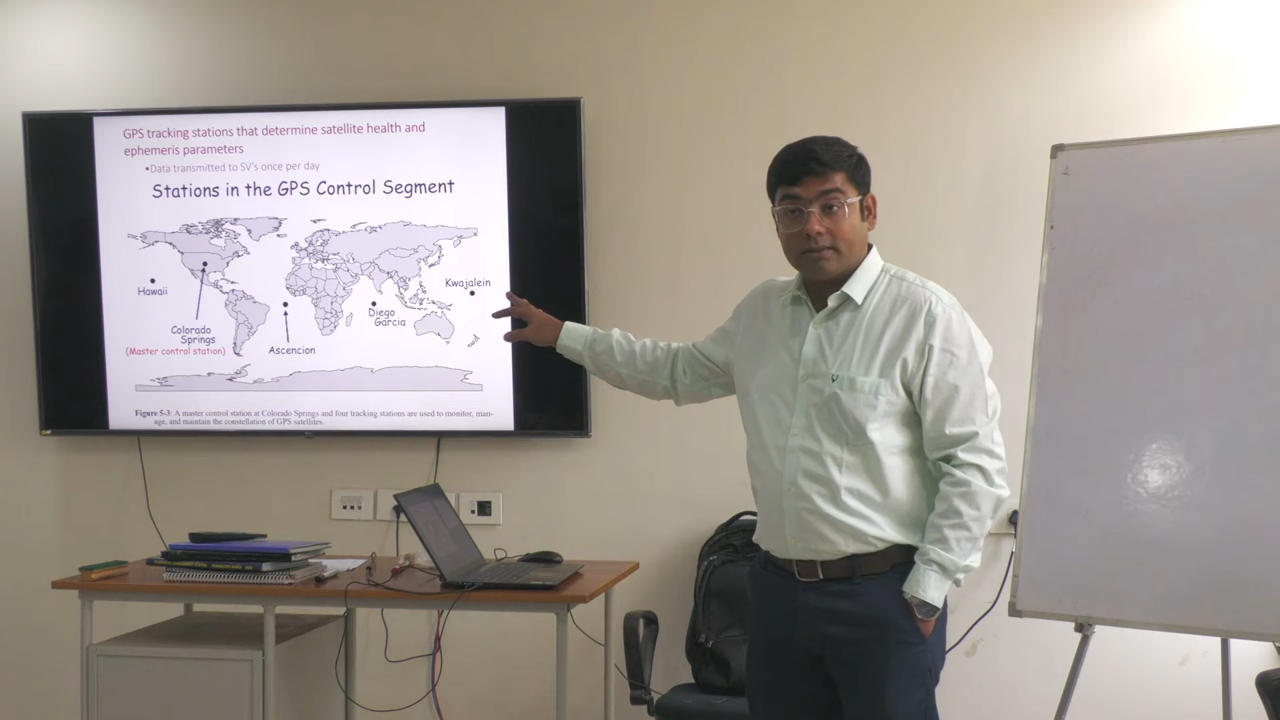 GPS tracking stations that determine satellite health and
ephemeris parameters
•Data transmitted to SV's once per day
Stations in the GPS Control Segment
Hawaii
Colorado
Springs
(Master control station)
Ascencion
Diego
Garcia
Kwajalein
Figure 5-3: A master control station at Colorado Springs and four tracking stations are used to monitor, man-
age, and maintain the constellation of GPS satellites.